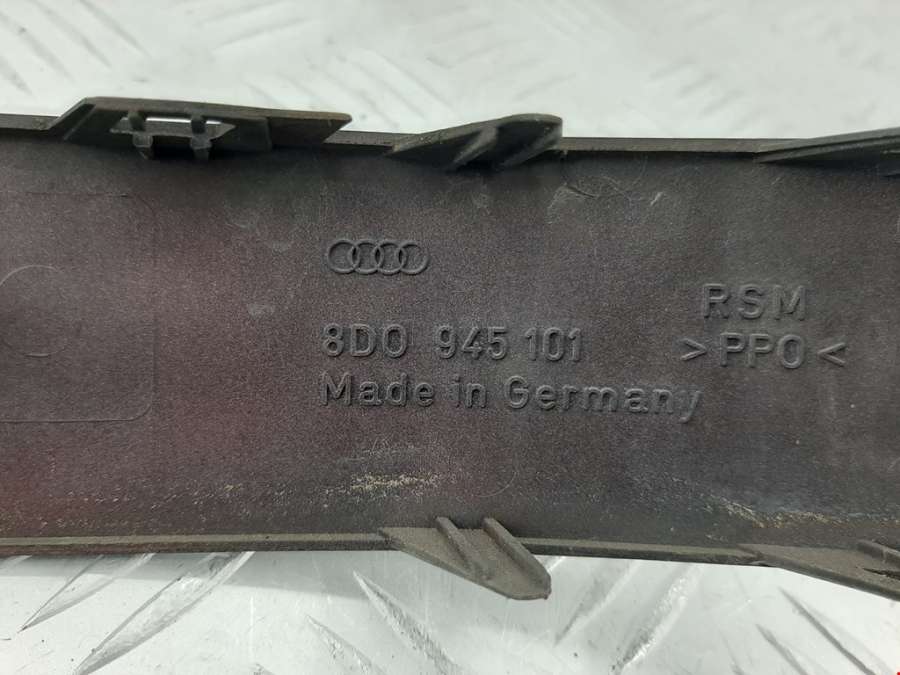 8D0 945 101
Made in Germany
RSM
>PPO<